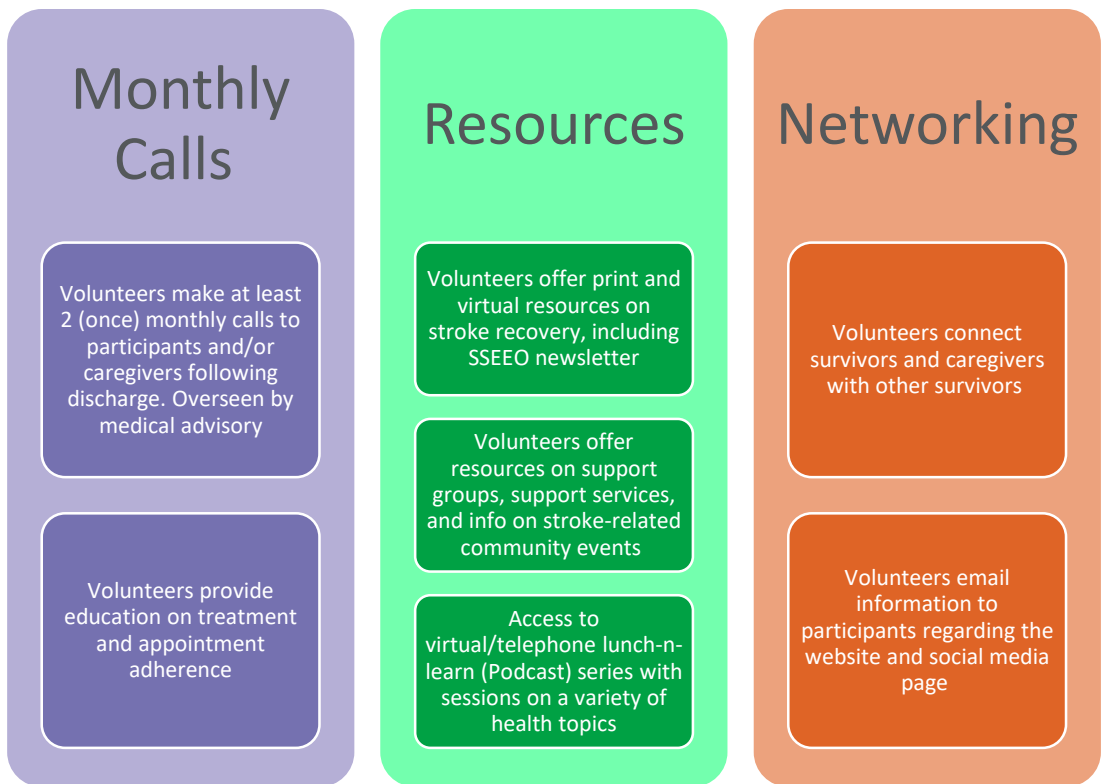 Monthly
Calls
Volunteers make at least
2 (once) monthly calls to
participants and/or
caregivers following
discharge. Overseen by
medical advisory
Volunteers provide
education on treatment
and appointment
adherence
Resources
Volunteers offer print and
virtual resources on
stroke recovery, including
SSEEO newsletter
Volunteers offer
resources on support
groups, support services,
and info on stroke-related
community events
Access to
virtual/telephone lunch-n-
learn (Podcast) series with
sessions on a variety of
health topics
Networking
Volunteers connect
survivors and caregivers
with other survivors
Volunteers email
information to
participants regarding the
website and social media
page